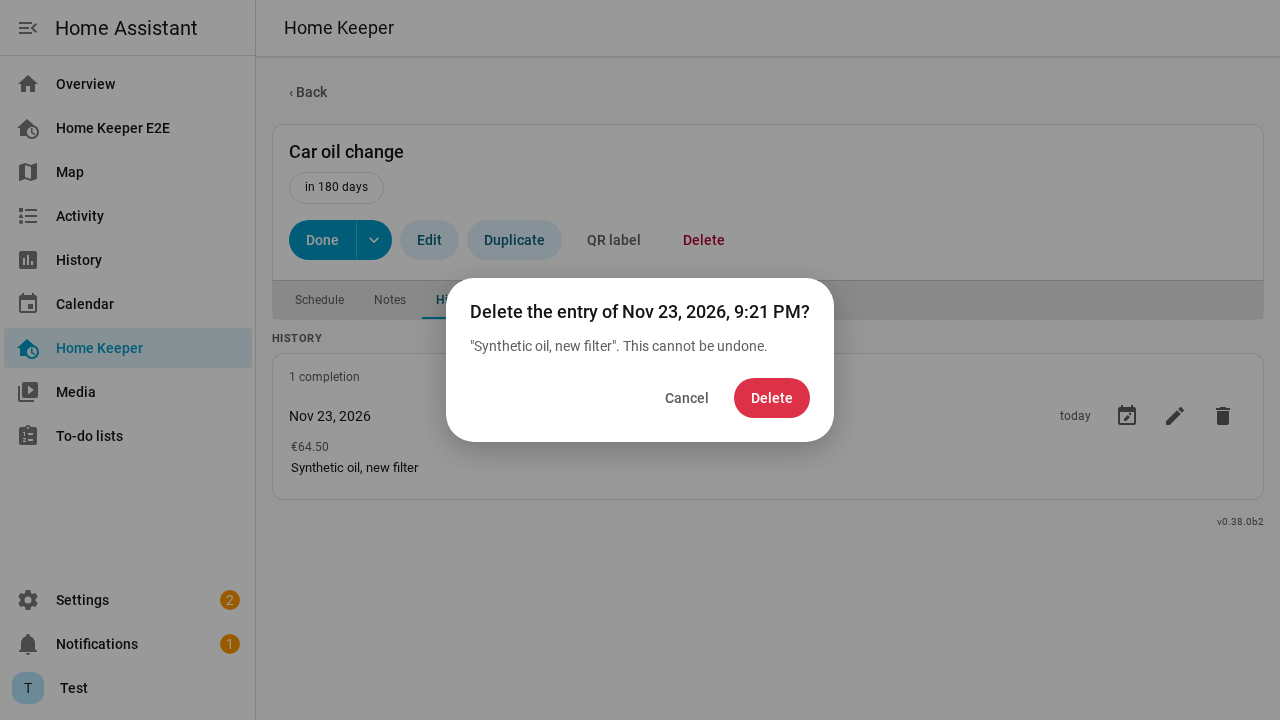 Home Assistant
Home Keeper
Overview
Home Keeper E2E
Map
Activity
History
Calendar
Home Keeper
Media
To-do lists
Settings
2
Notifications
1
T
Test
‹ Back
Car oil change
in 180 days
Done
Edit
Duplicate
QR label
Delete
Schedule
Notes
HISTORY
1 completion
Nov 23, 2026
today
€64.50
Synthetic oil, new filter
v0.38.0b2
Delete the entry of Nov 23, 2026, 9:21 PM?
"Synthetic oil, new filter". This cannot be undone.
Cancel
Delete